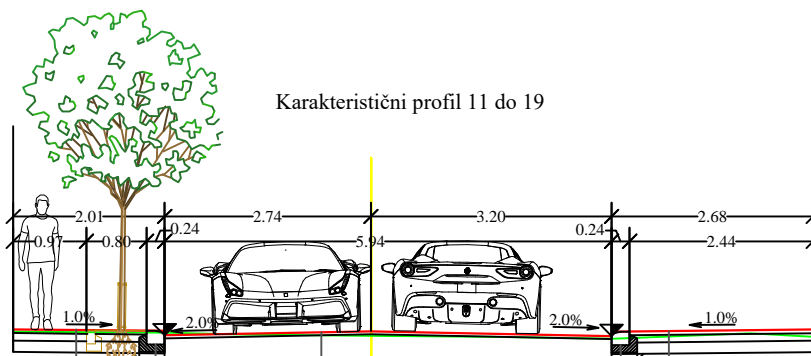 Karakteristični profil 11 do 19
2.01 2.74 3.20 2.68
0.24 0.24
0.97 0.80 5.94 2.44
1.0% 2.0% 2.0% 1.0%